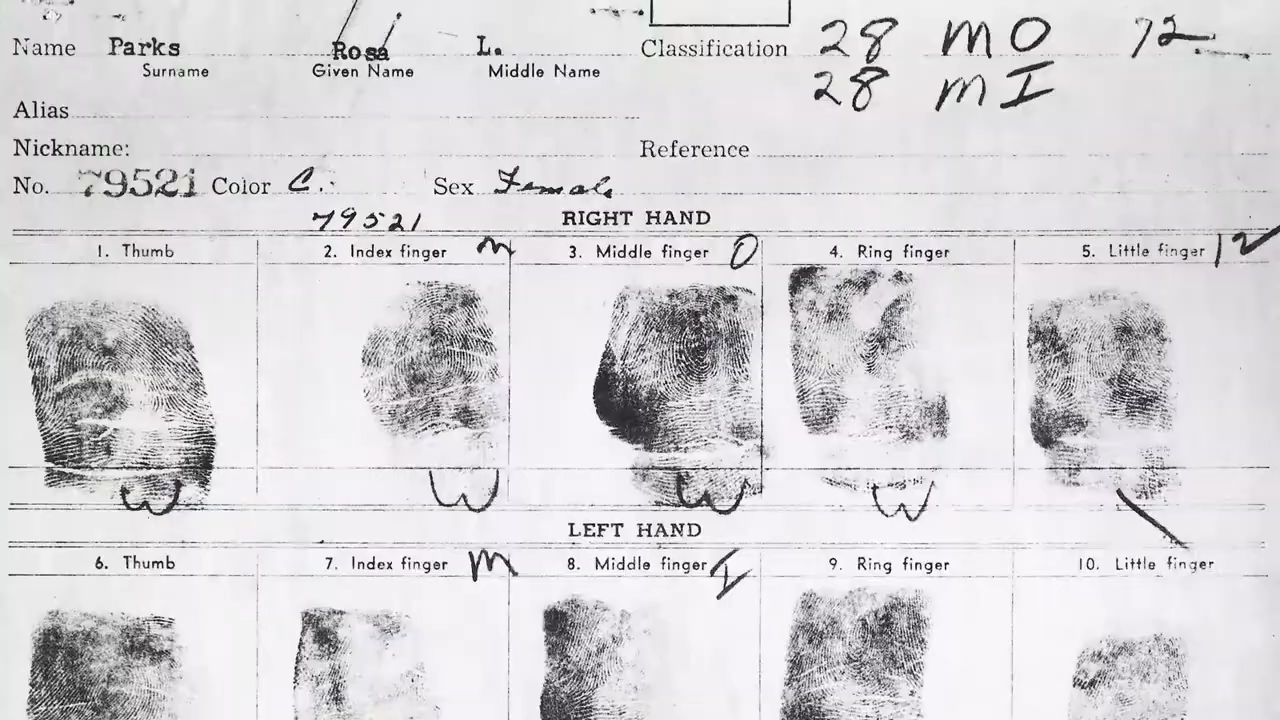 Name Parks Rosa L. Classification 28 MO 12
Surname Given Name Middle Name 28 MI
Alias
Nickname: Reference
No. 79521 Color C. Sex Female
79521 RIGHT HAND
1. Thumb 2. Index finger M 3. Middle finger O 4. Ring finger 5. Little finger 12
W W W W \
LEFT HAND
6. Thumb 7. Index finger M 8. Middle finger I 9. Ring finger 10. Little finger